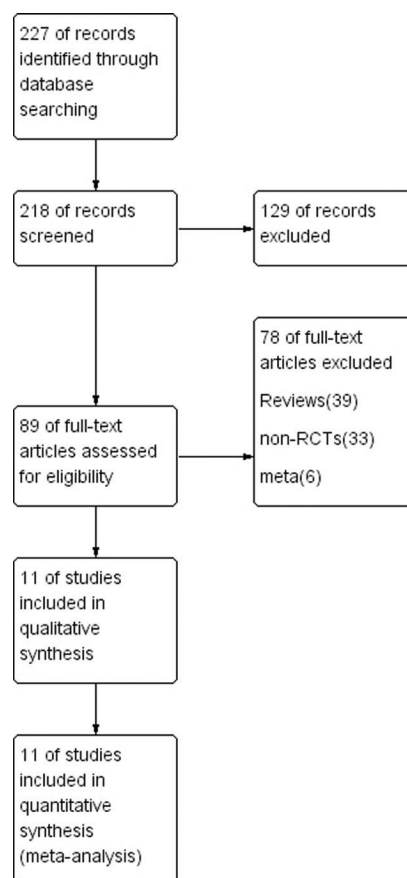 227 of records
identified through
database
searching
218 of records
screened
129 of records
excluded
78 of full-text
articles excluded
Reviews(39)
non-RCTs(33)
meta(6)
89 of full-text
articles assessed
for eligibility
11 of studies
included in
qualitative
synthesis
11 of studies
included in
quantitative
synthesis
(meta-analysis)